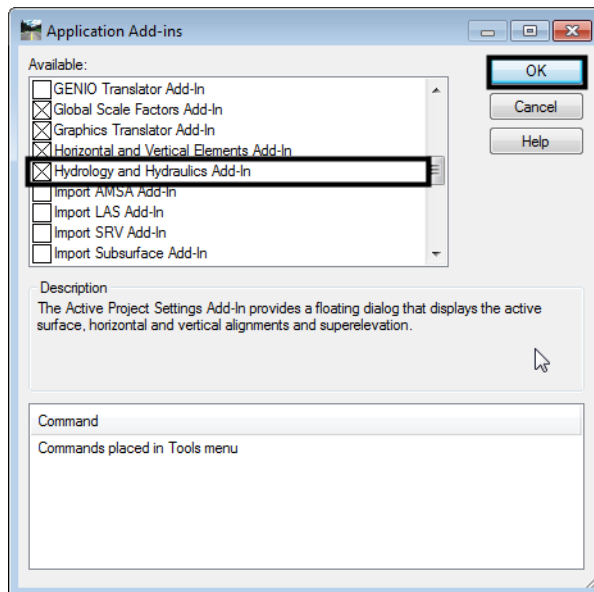 Application Add-ins
Available:
GENIO Translator Add-In
Global Scale Factors Add-In
Graphics Translator Add-In
Horizontal and Vertical Elements Add-In
Hydrology and Hydraulics Add-In
Import AMSA Add-In
Import LAS Add-In
Import SRV Add-In
Import Subsurface Add-In
OK
Cancel
Help
Description
The Active Project Settings Add-In provides a floating dialog that displays the active
surface, horizontal and vertical alignments and superelevation.
Command
Commands placed in Tools menu